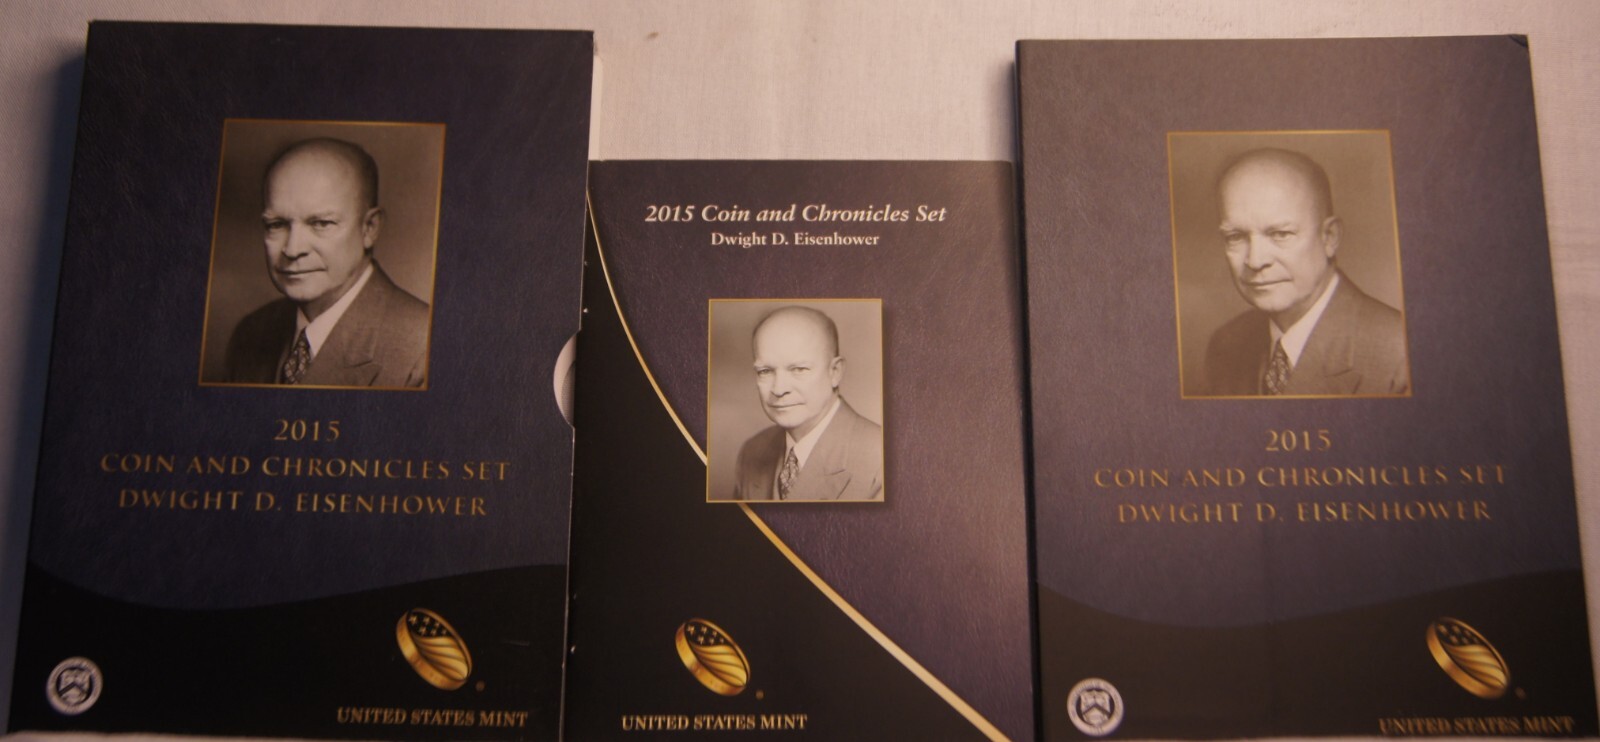 2015
COIN AND CHRONICLES SET
DWIGHT D. EISENHOWER
UNITED STATES MINT
2015 Coin and Chronicles Set
Dwight D. Eisenhower
UNITED STATES MINT
2015
COIN AND CHRONICLES SET
DWIGHT D. EISENHOWER
UNITED STATES MINT